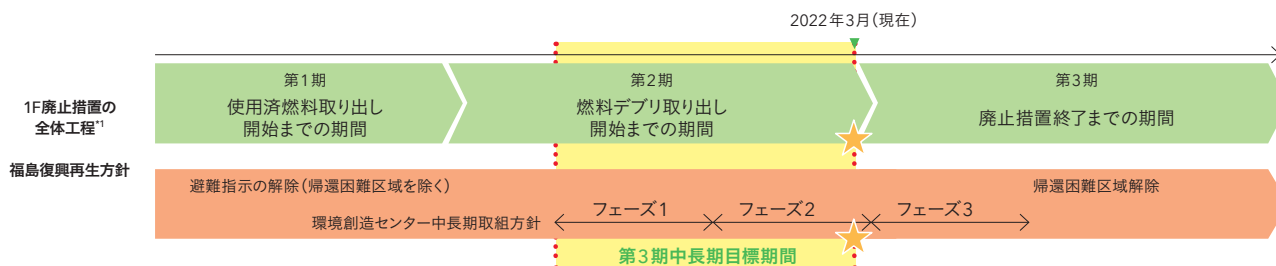 2022年3月（現在）
1F廃止措置の
全体工程*1
第1期
使用済燃料取り出し
開始までの期間
第2期
燃料デブリ取り出し
開始までの期間
第3期
廃止措置終了までの期間
福島復興再生方針
避難指示の解除（帰還困難区域を除く）
帰還困難区域解除
環境創造センター中長期取組方針
フェーズ1
フェーズ2
フェーズ3
第3期中長期目標期間